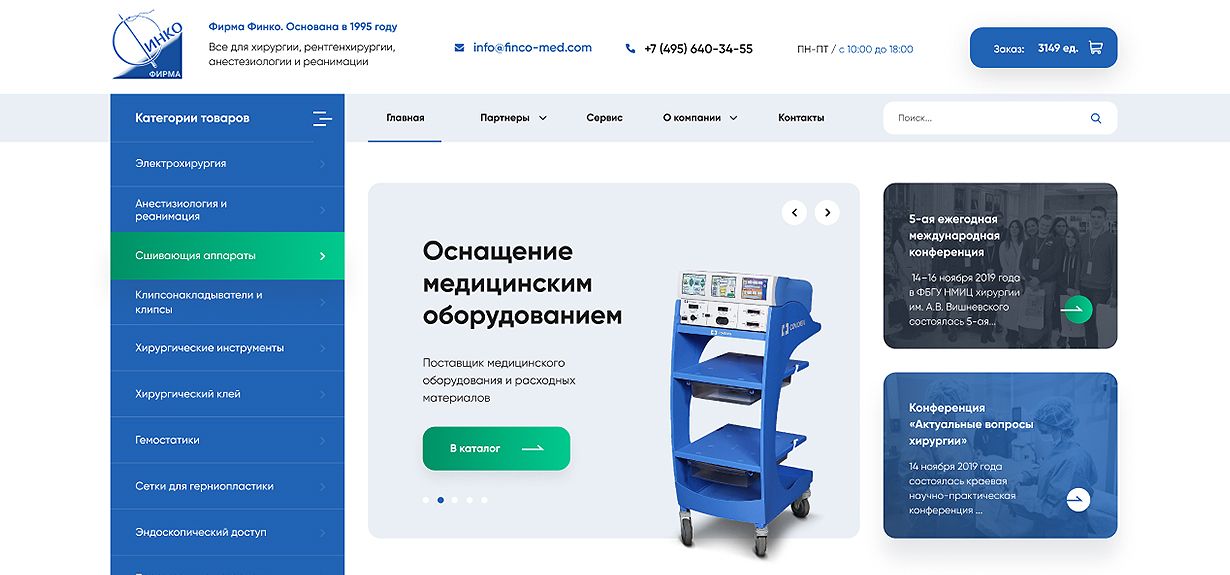 ФИНКО
ФИРМА
Фирма Финко. Основана в 1995 году
Все для хирургии, рентгенхирургии,
анестезиологии и реанимации
info@finco-med.com
+7 (495) 640-34-55
ПН-ПТ / с 10:00 до 18:00
Заказ: 3149 ед.
Категории товаров
Главная
Партнеры
Сервис
О компании
Контакты
Поиск...
Электрохирургия
Анестизиология и
реанимация
Сшивающия аппараты
Клипсонакладыватели и
клипсы
Хирургические инструменты
Хирургический клей
Гемостатики
Сетки для герниопластики
Эндоскопический доступ
Оснащение
медицинским
оборудованием
Поставщик медицинского
оборудования и расходных
материалов
В каталог
5-ая ежегодная
международная
конференция
14–16 ноября 2019 года
в ФБГУ НМИЦ хирургии
им. А.В. Вишневского
состоялась 5-ая...
Конференция
«Актуальные вопросы
хирургии»
14 ноября 2019 года
состоялась краевая
научно-практическая
конференция ...